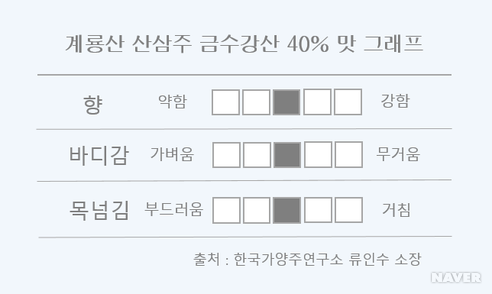 계룡산 산삼주 금수강산 40% 맛 그래프
향 약함 강함
바디감 가벼움 무거움
목넘김 부드러움 거침
출처 : 한국가양주연구소 류인수 소장
NAVER